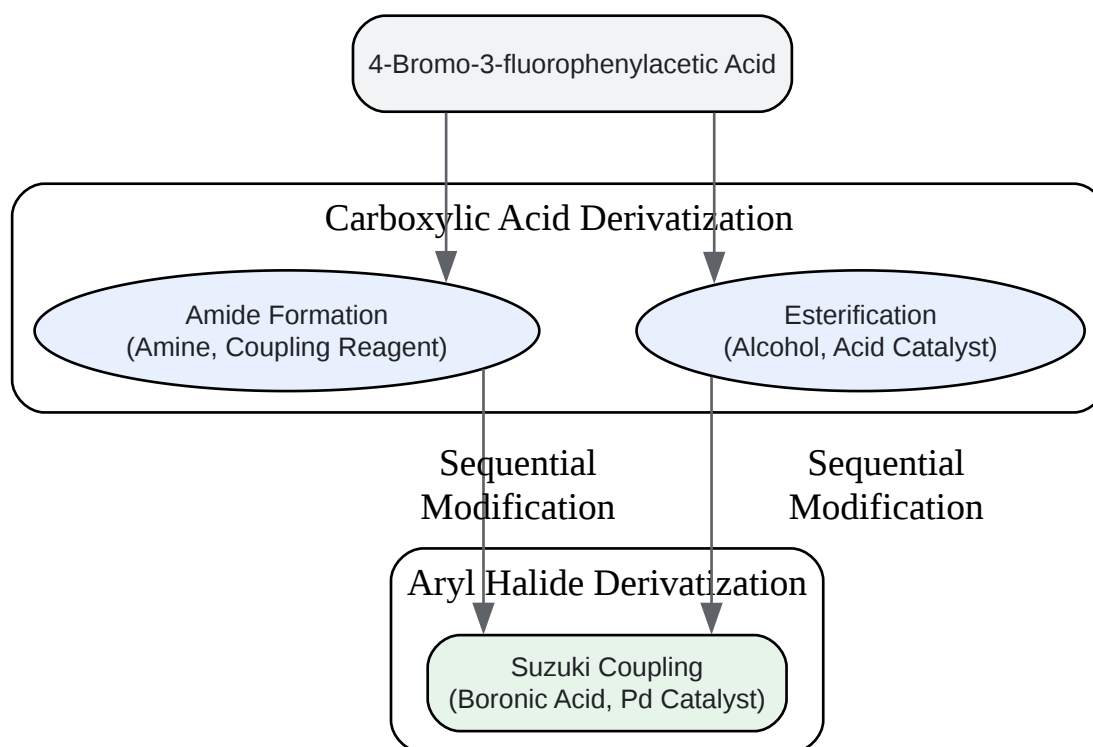 4-Bromo-3-fluorophenylacetic Acid
Carboxylic Acid Derivatization
Amide Formation
(Amine, Coupling Reagent)
Esterification
(Alcohol, Acid Catalyst)
Sequential
Modification
Sequential
Modification
Aryl Halide Derivatization
Suzuki Coupling
(Boronic Acid, Pd Catalyst)